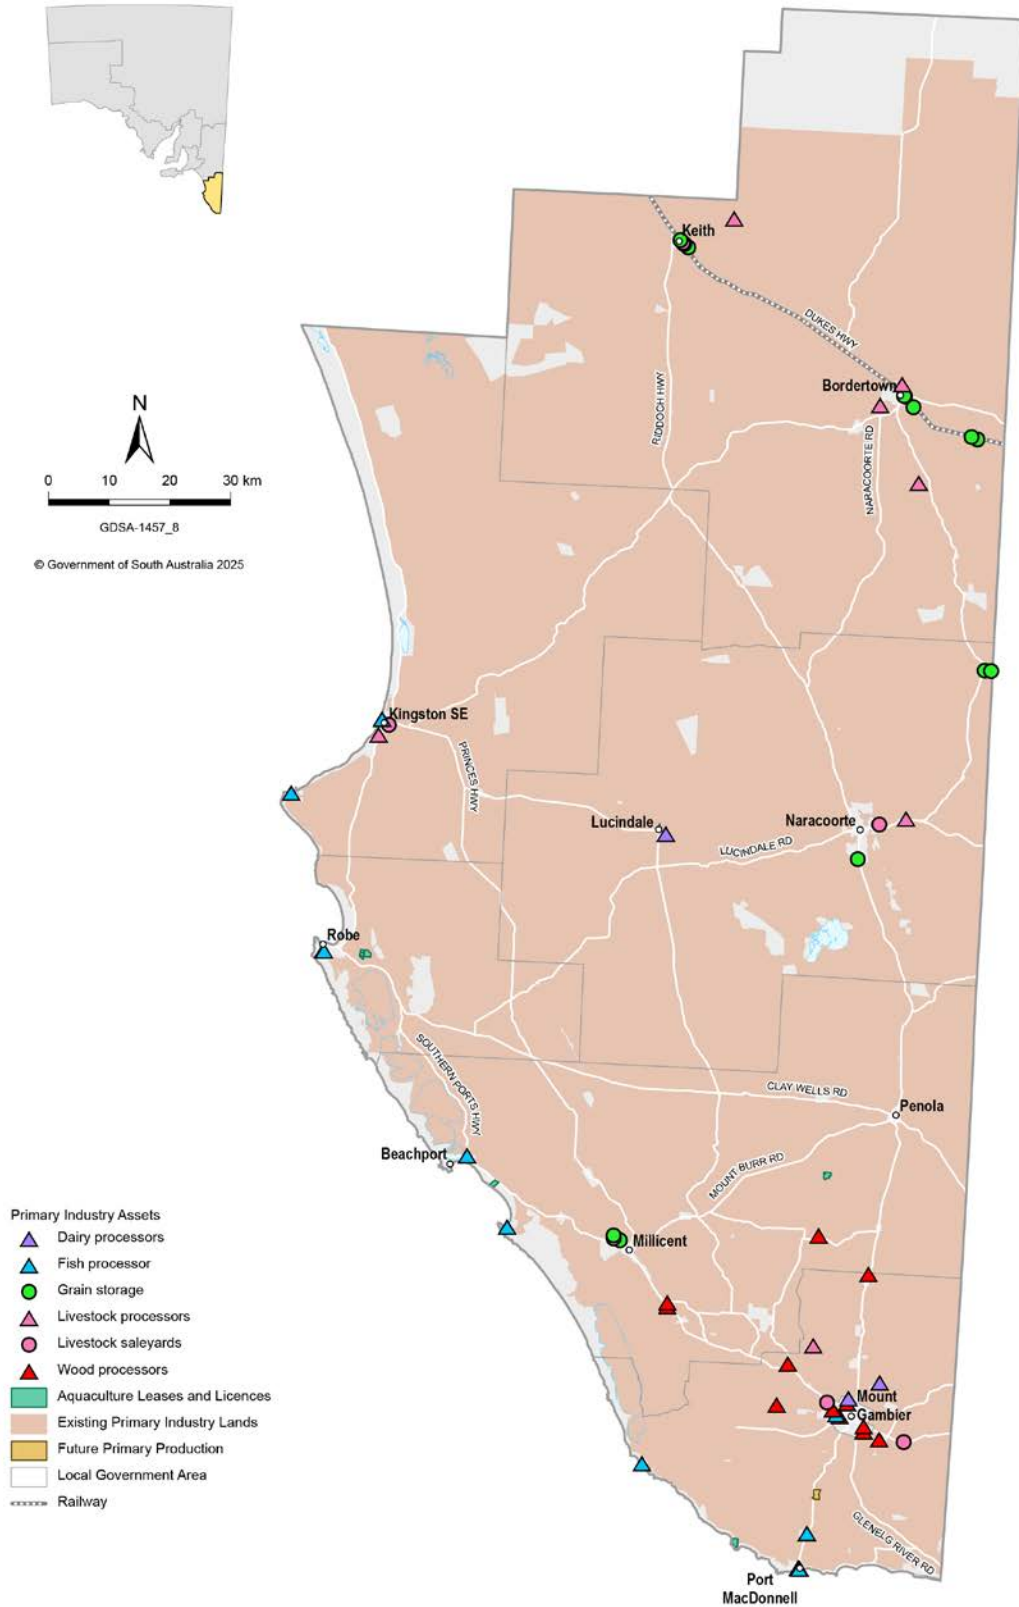 Keith
DUKES HWY
Bordertown
RIDDOCH HWY
NARACOORTE RD
N
0 10 20 30 km
GDSA-1457_8
© Government of South Australia 2025
Kingston SE
PRINCES HWY
Lucindale
Naracoorte
LUCINDALE RD
Robe
SOUTHERN PORTS HWY
CLAY WELLS RD
Penola
Beachport
MOUNT BURR RD
Millicent
Primary Industry Assets
Dairy processors
Fish processor
Grain storage
Livestock processors
Livestock saleyards
Wood processors
Aquaculture Leases and Licences
Existing Primary Industry Lands
Future Primary Production
Local Government Area
Railway
Mount
Gambier
GLENELG RIVER RD
Port
MacDonnell